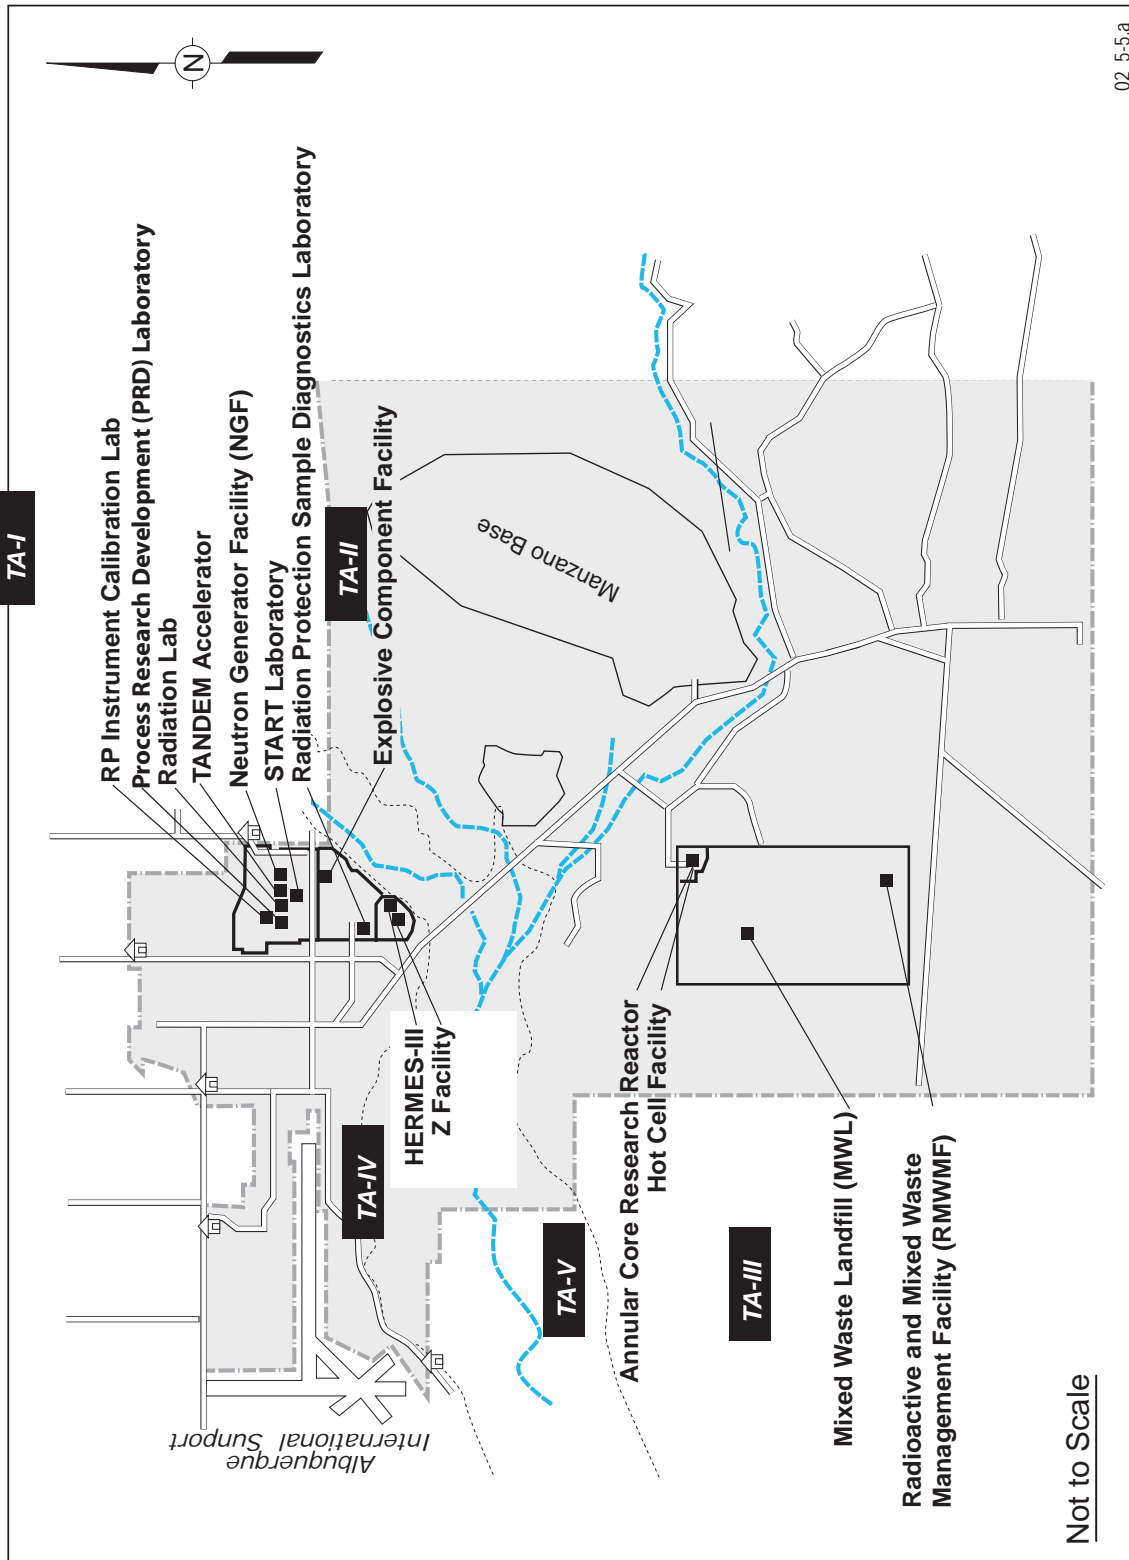 TA-I
RP Instrument Calibration Lab
Process Research Development (PRD) Laboratory
Radiation Lab
TANDEM Accelerator
Neutron Generator Facility (NGF)
START Laboratory
Radiation Protection Sample Diagnostics Laboratory
TA-II
Explosive Component Facility
N
Manzano Base
Albuquerque
International Sunport
TA-IV
HERMES-III
Z Facility
TA-V
Annular Core Research Reactor
Hot Cell Facility
TA-III
Mixed Waste Landfill (MWL)
Radioactive and Mixed Waste
Management Facility (RMWMF)
Not to Scale
02_5-5.a